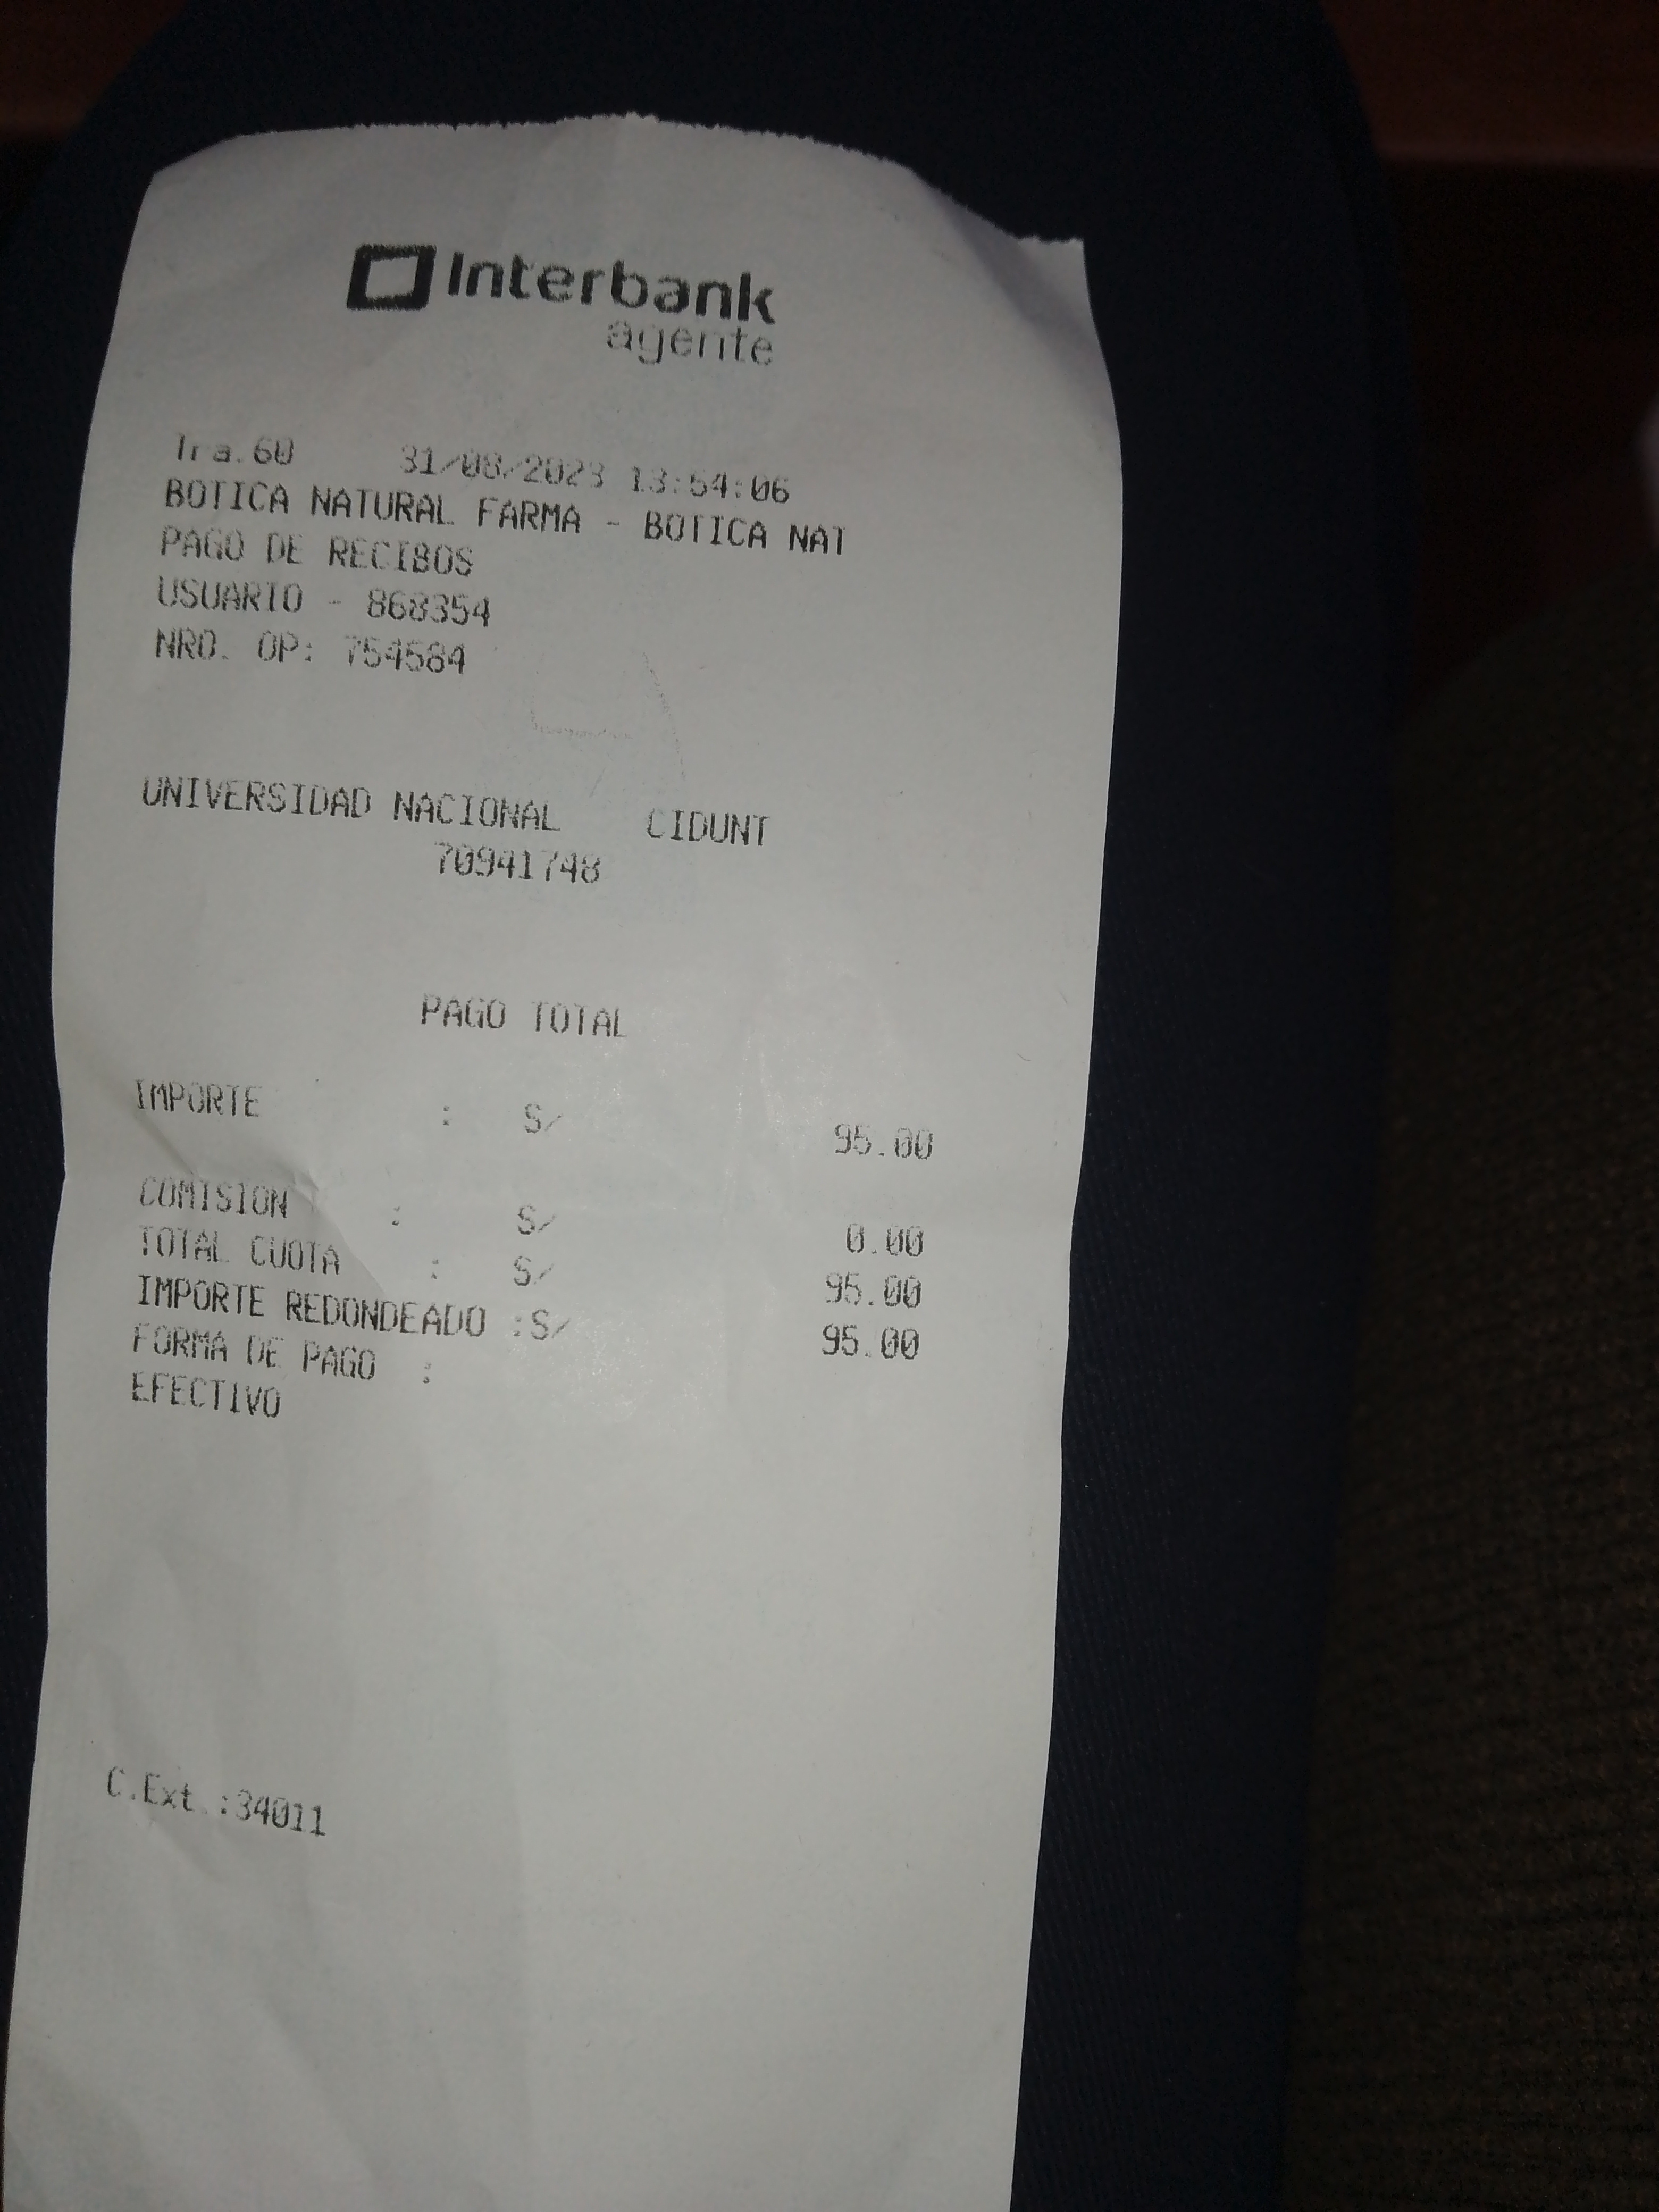 Interbank
agente
Tra.60 31/08/2023 13:54:06
BOTICA NATURAL FARMA - BOTICA NAT
PAGO DE RECIBOS
USUARIO - 868354
NRO. OP: 754584
UNIVERSIDAD NACIONAL CIDUNT
70941748
PAGO TOTAL
IMPORTE : S/ 95.00
COMISION : S/ 0.00
TOTAL CUOTA : S/ 95.00
IMPORTE REDONDEADO :S/ 95.00
FORMA DE PAGO :
EFECTIVO
C.Ext.:34011